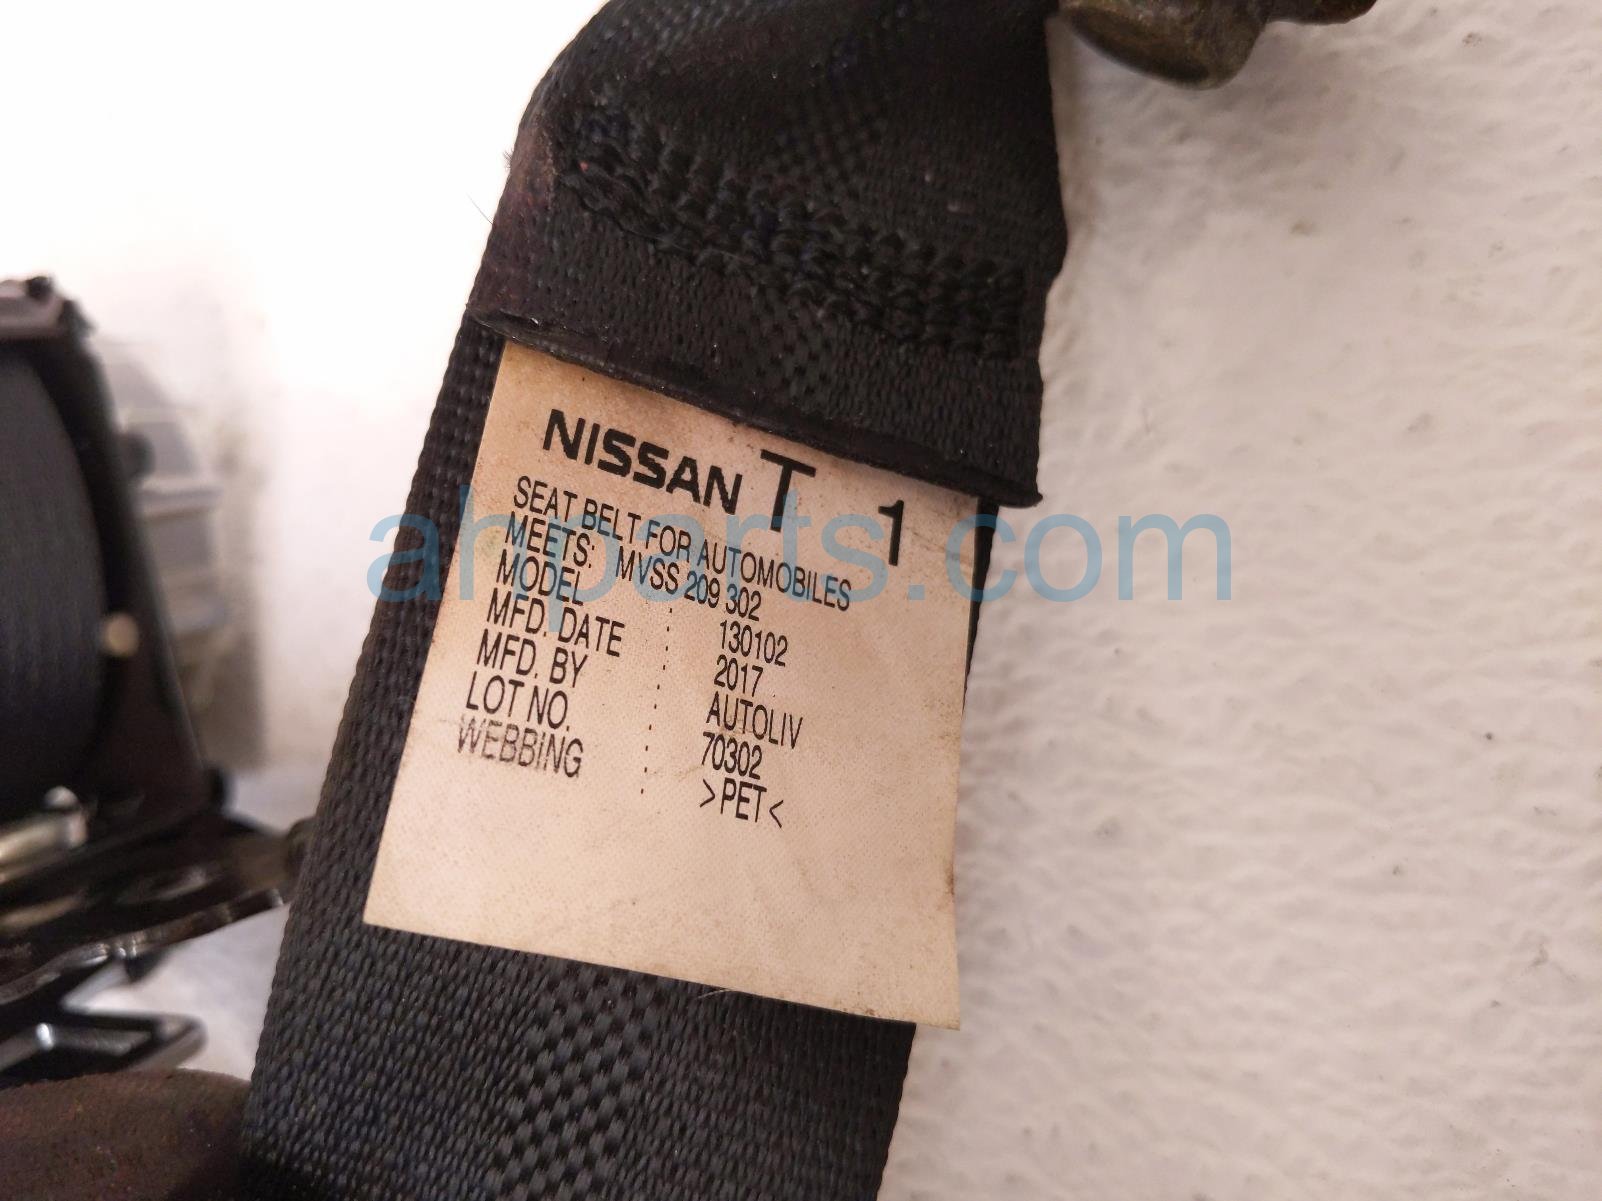 NISSAN T 1
SEAT BELT FOR AUTOMOBILES
MEETS: MVSS 209 302
MODEL : 130102
MFD. DATE : 2017
MFD. BY : AUTOLIV
LOT NO. : 70302
WEBBING : >PET<
ahparts.com